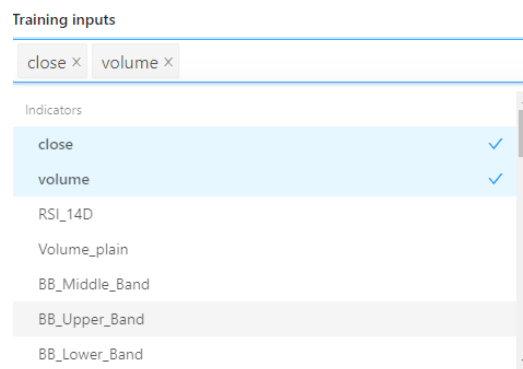 Training inputs
close × volume ×
Indicators
close
volume
RSI_14D
Volume_plain
BB_Middle_Band
BB_Upper_Band
BB_Lower_Band